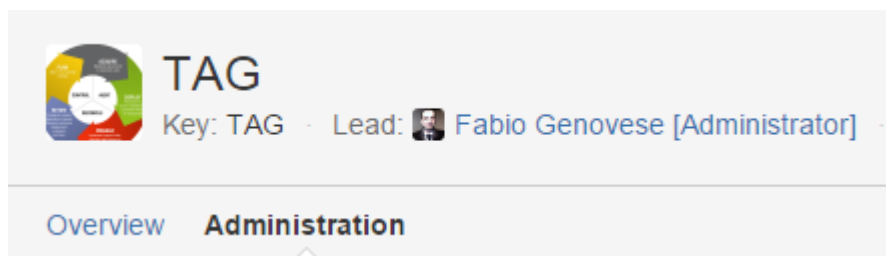 TAG
Key: TAG · Lead: Fabio Genovese [Administrator] ·
Overview Administration